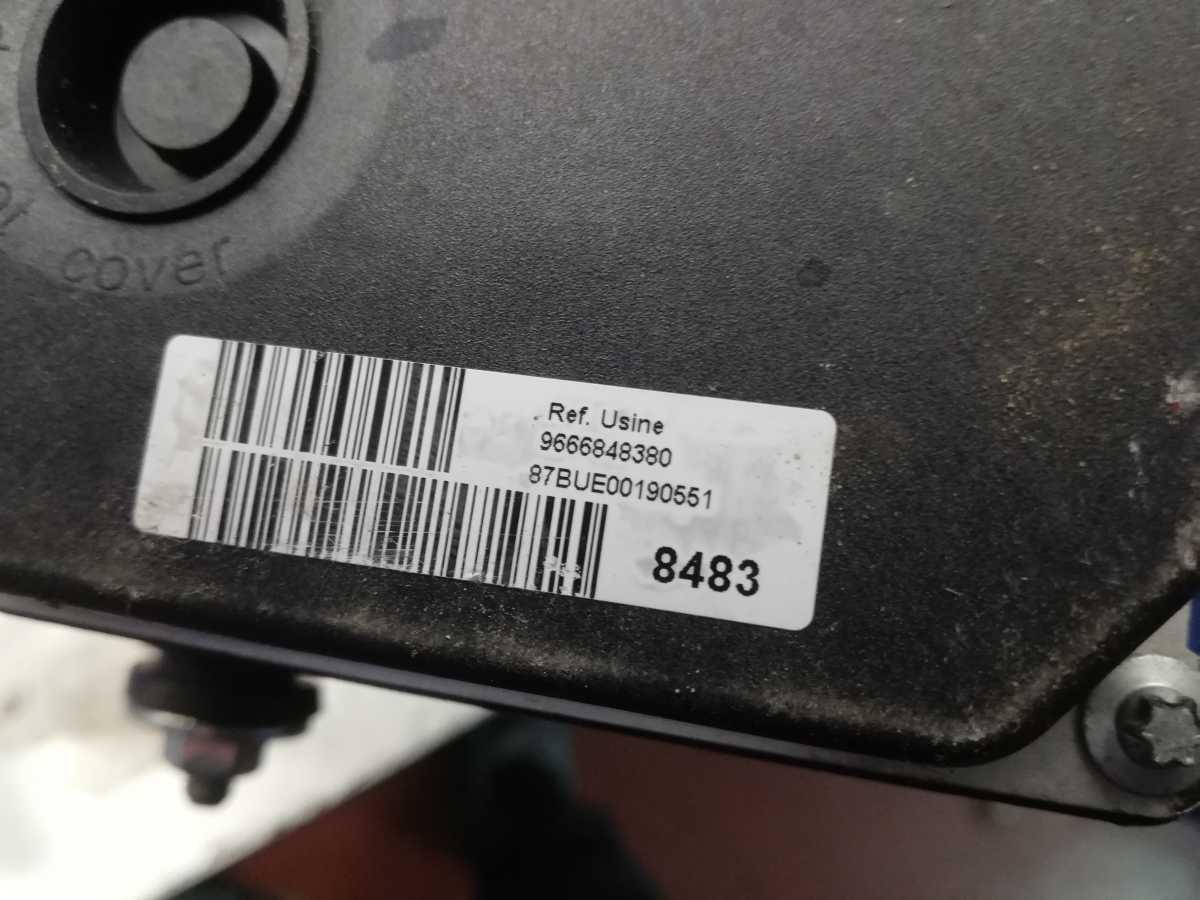 cover
Ref. Usine
9666848380
87BUE00190551
8483